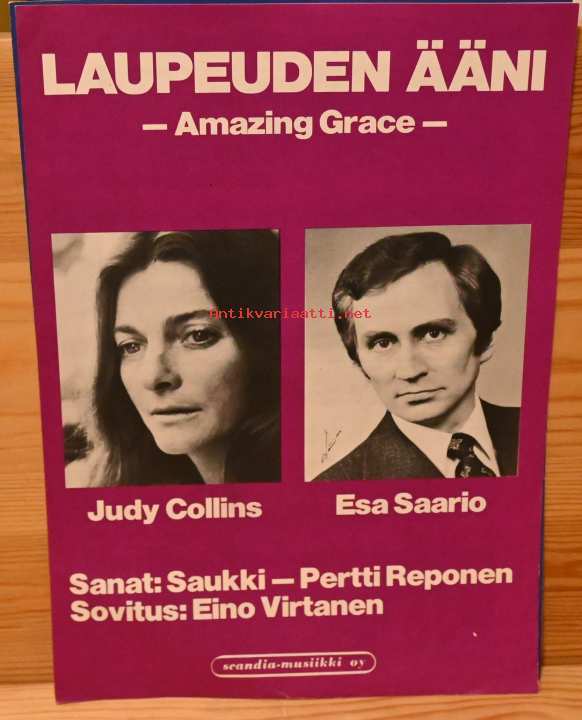 LAUPEUDEN ÄÄNI
— Amazing Grace —
Antikvariaatti.net
Judy Collins
Esa Saario
Sanat: Saukki — Pertti Reponen
Sovitus: Eino Virtanen
scandia-musiikki oy